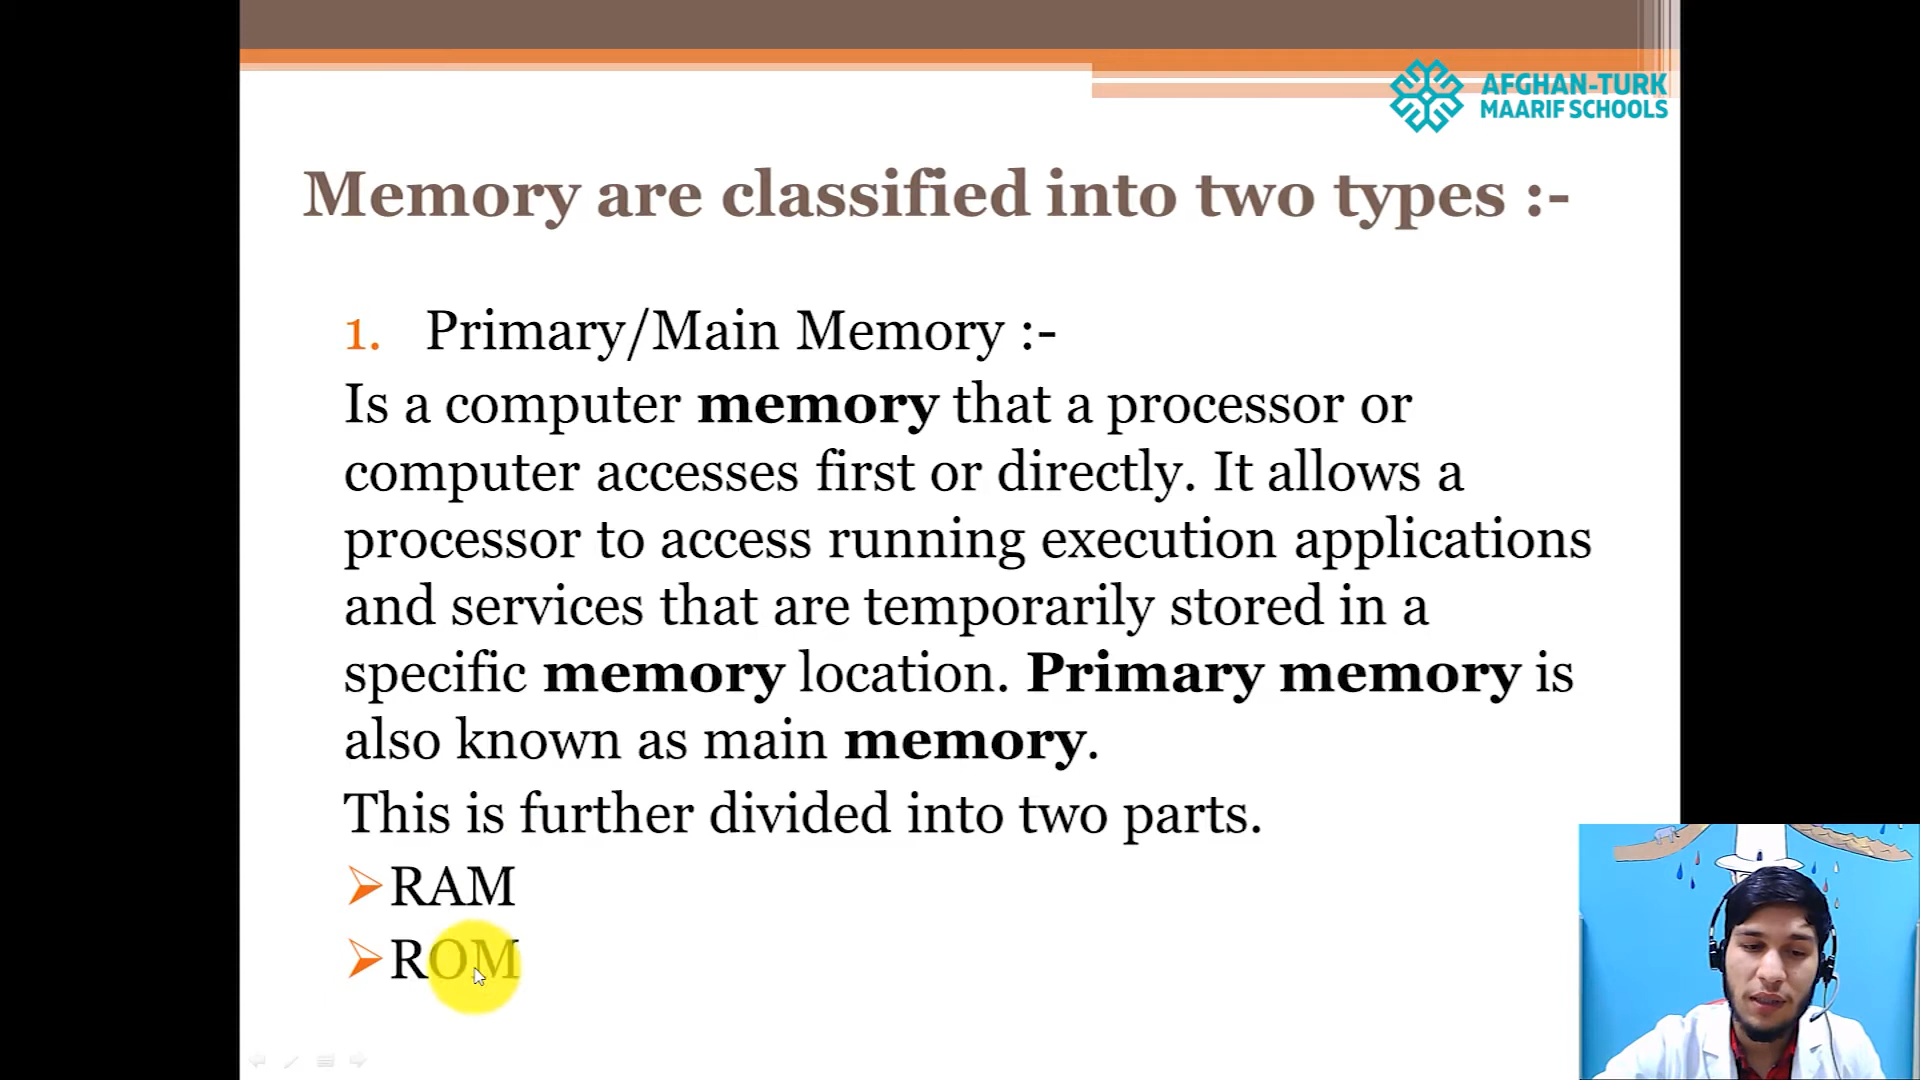 AFGHAN-TURK
MAARIF SCHOOLS
Memory are classified into two types :-
1. Primary/Main Memory :-
Is a computer memory that a processor or
computer accesses first or directly. It allows a
processor to access running execution applications
and services that are temporarily stored in a
specific memory location. Primary memory is
also known as main memory.
This is further divided into two parts.
RAM
ROM